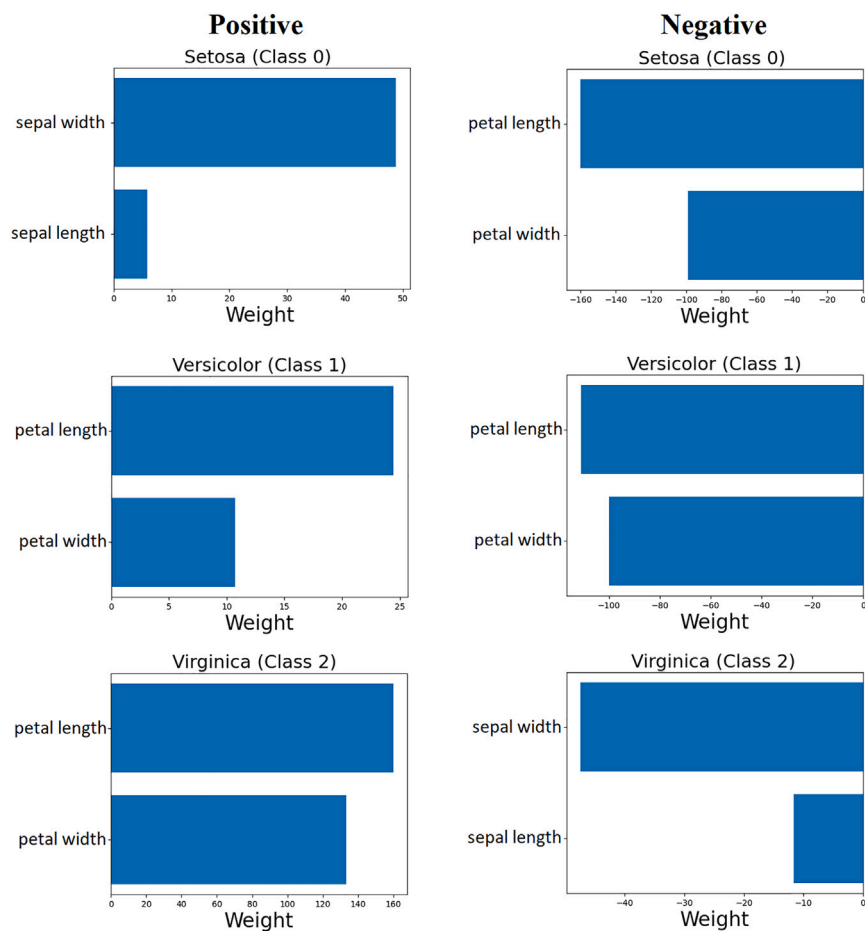 Positive
Negative
Setosa (Class 0)
sepal width
sepal length
0 10 20 30 40 50
Weight
Setosa (Class 0)
petal length
petal width
−160 −140 −120 −100 −80 −60 −40 −20 0
Weight
Versicolor (Class 1)
petal length
petal width
0 5 10 15 20 25
Weight
Versicolor (Class 1)
petal length
petal width
−100 −80 −60 −40 −20 0
Weight
Virginica (Class 2)
petal length
petal width
0 20 40 60 80 100 120 140 160
Weight
Virginica (Class 2)
sepal width
sepal length
−40 −30 −20 −10 0
Weight